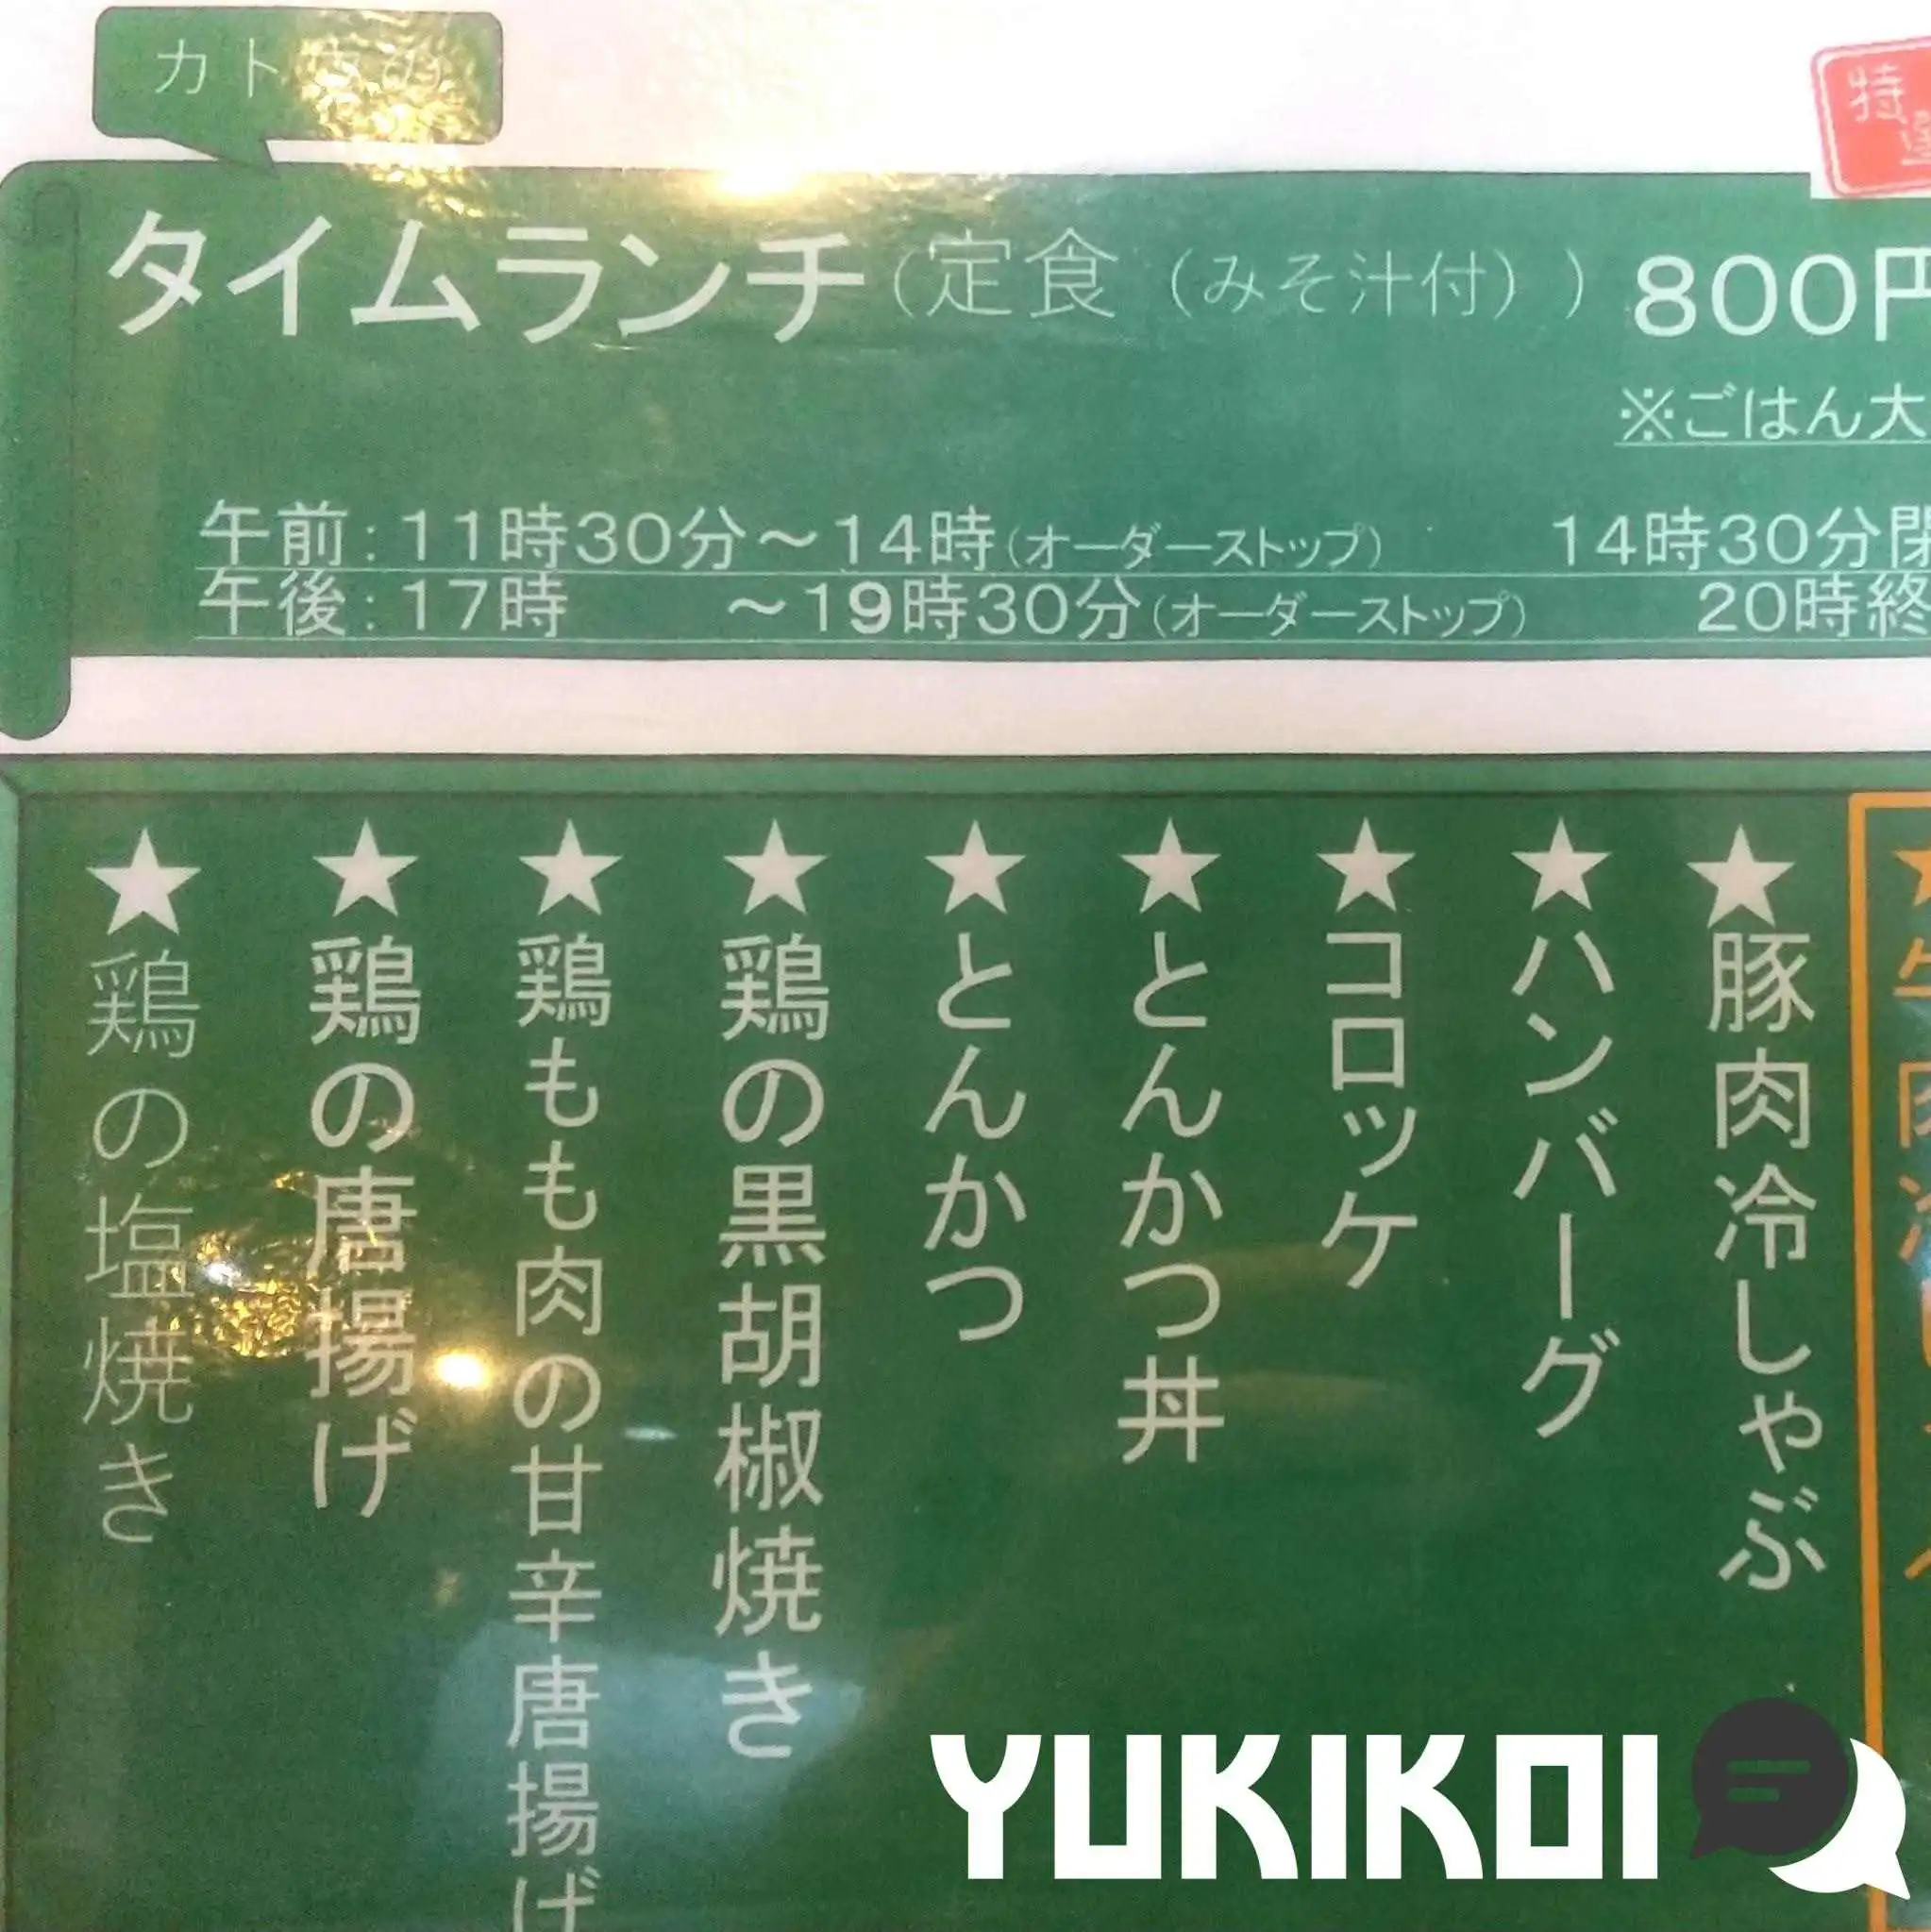 カト
タイムランチ（定食（みそ汁付））800円
※ごはん大
午前：11時30分～14時（オーダーストップ） 14時30分閉
午後：17時 ～19時30分（オーダーストップ） 20時終
★豚肉冷しゃぶ
★ハンバーグ
★コロッケ
★とんかつ丼
★とんかつ
★鶏の黒胡椒焼き
★鶏もも肉の甘辛唐揚げ
★鶏の唐揚げ
★鶏の塩焼き
YUKIKOI